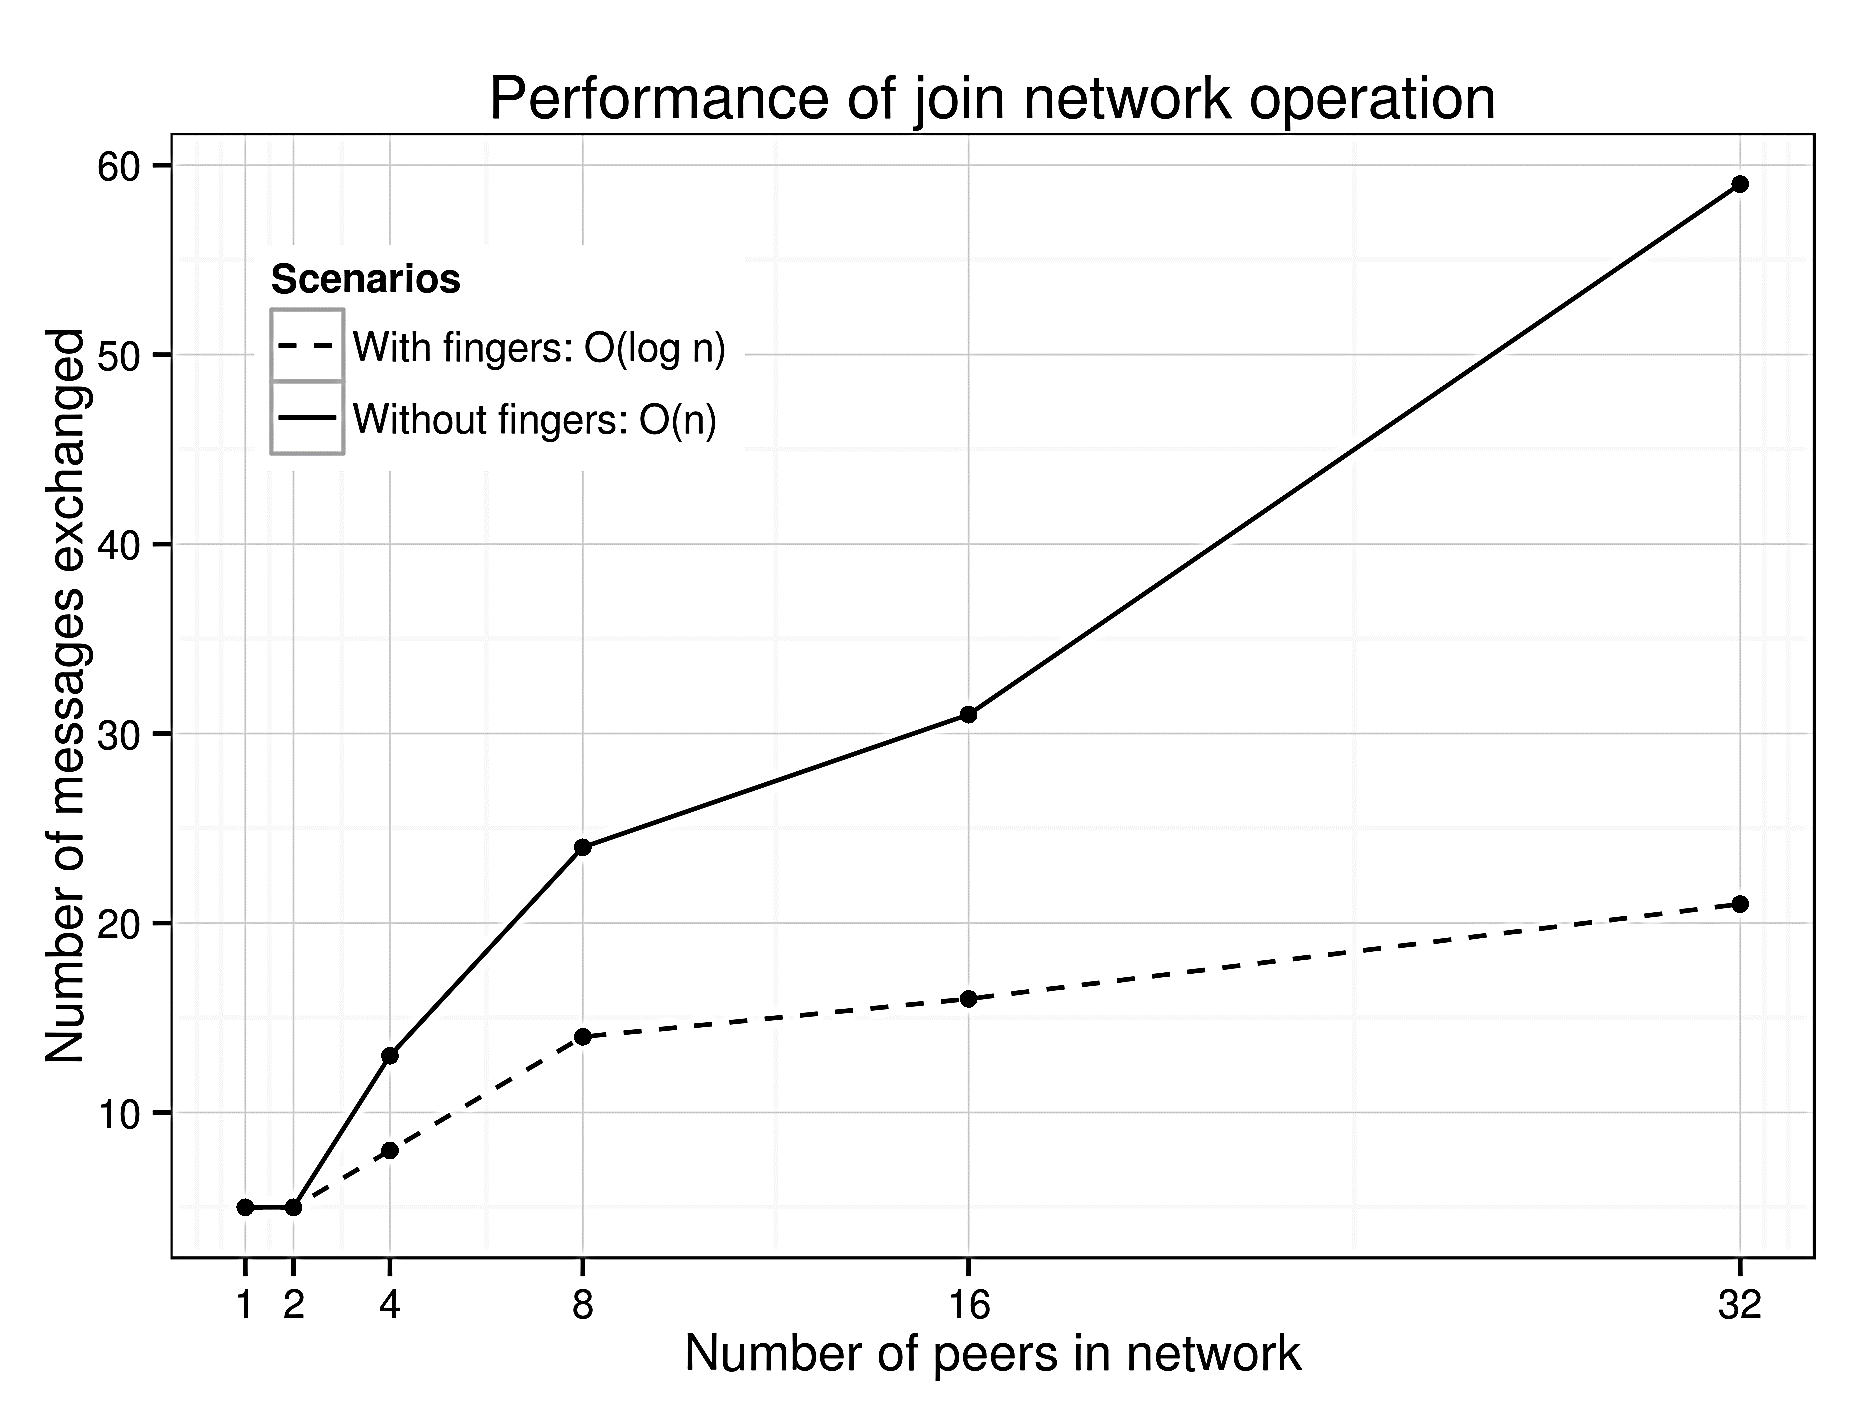 Performance of join network operation
60
50
40
30
20
10
Number of messages exchanged
Scenarios
With fingers: O(log n)
Without fingers: O(n)
1 2 4 8 16 32
Number of peers in network